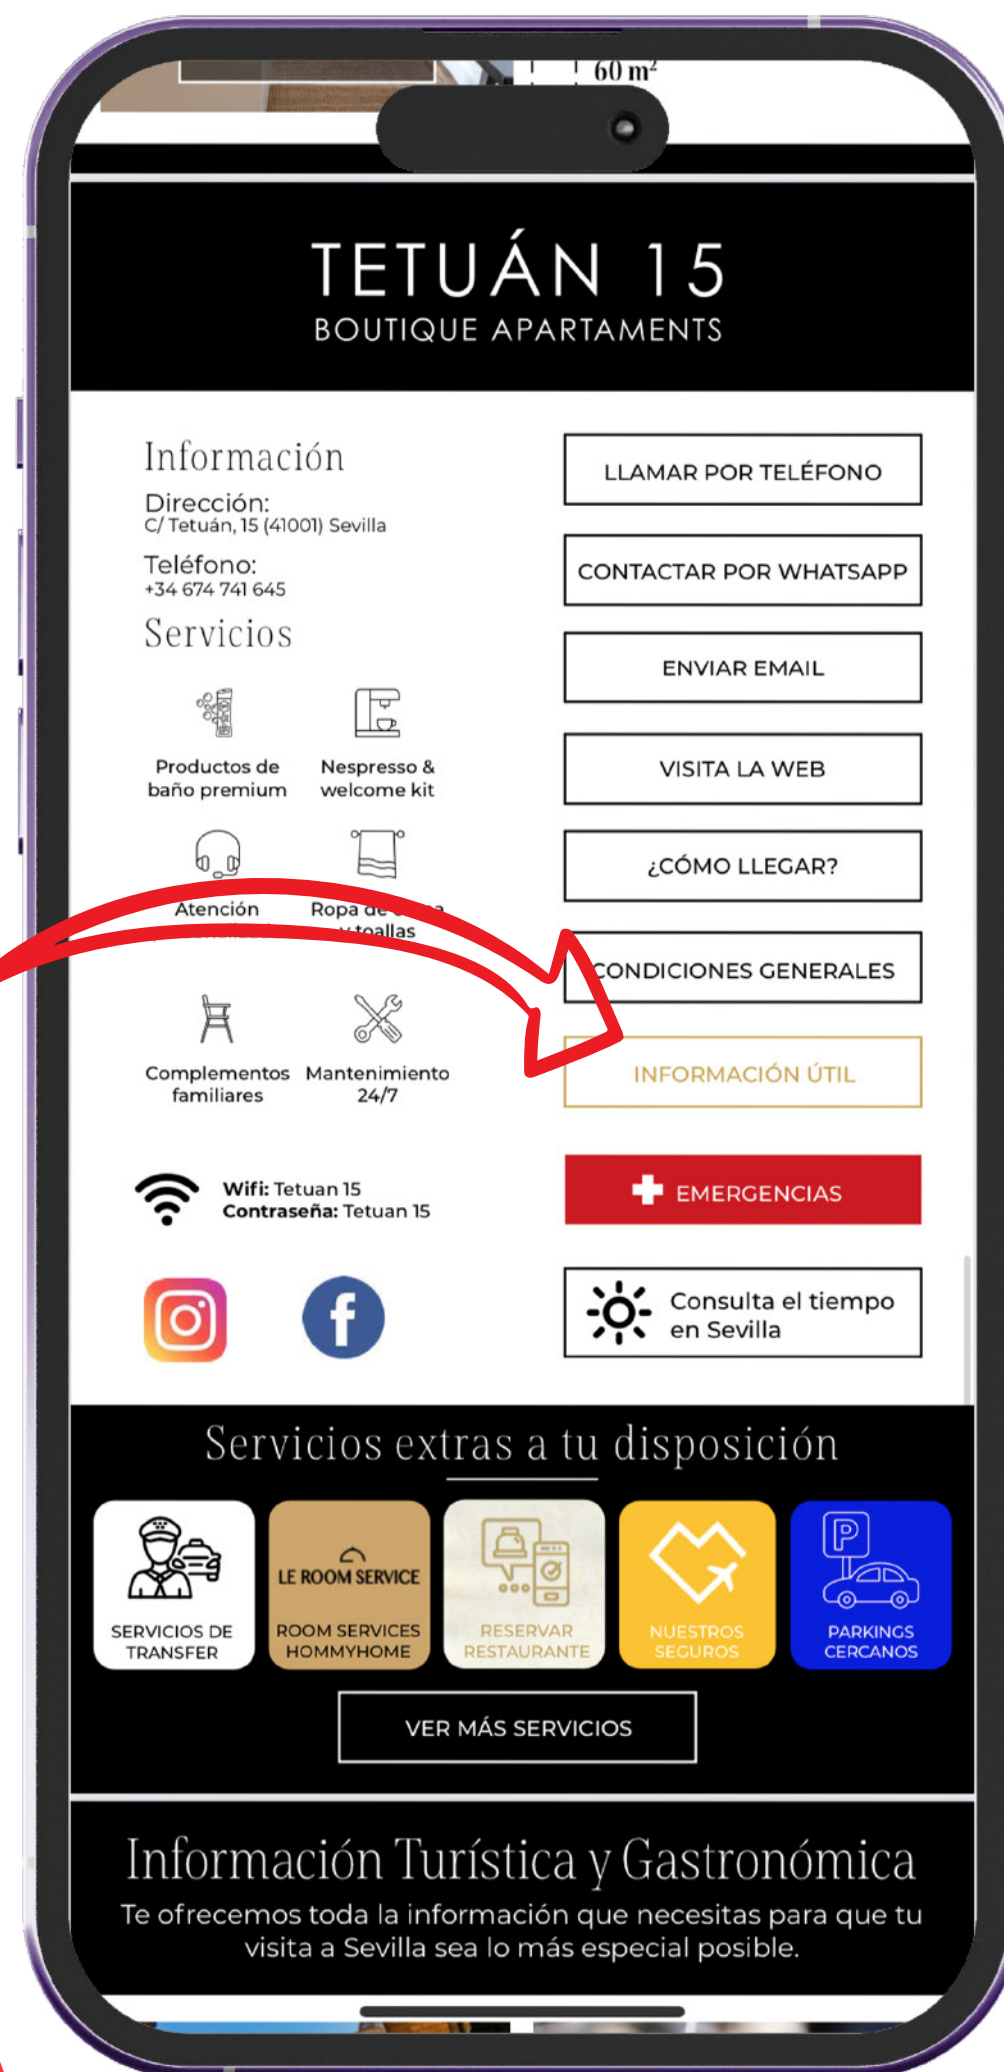 60 m²
TETUÁN 15
BOUTIQUE APARTAMENTS
Información
Dirección:
C/ Tetuán, 15 (41001) Sevilla
Teléfono:
+34 674 741 645
Servicios
Productos de
baño premium
Nespresso &
welcome kit
Atención
Ropa de
y toallas
Complementos
familiares
Mantenimiento
24/7
Wifi: Tetuan 15
Contraseña: Tetuan 15
LLAMAR POR TELÉFONO
CONTACTAR POR WHATSAPP
ENVIAR EMAIL
VISITA LA WEB
¿CÓMO LLEGAR?
CONDICIONES GENERALES
INFORMACIÓN ÚTIL
EMERGENCIAS
Consulta el tiempo
en Sevilla
Servicios extras a tu disposición
SERVICIOS DE
TRANSFER
LE ROOM SERVICE
ROOM SERVICES
HOMMYHOME
RESERVAR
RESTAURANTE
NUESTROS
SEGUROS
P
PARKINGS
CERCANOS
VER MÁS SERVICIOS
Información Turística y Gastronómica
Te ofrecemos toda la información que necesitas para que tu
visita a Sevilla sea lo más especial posible.